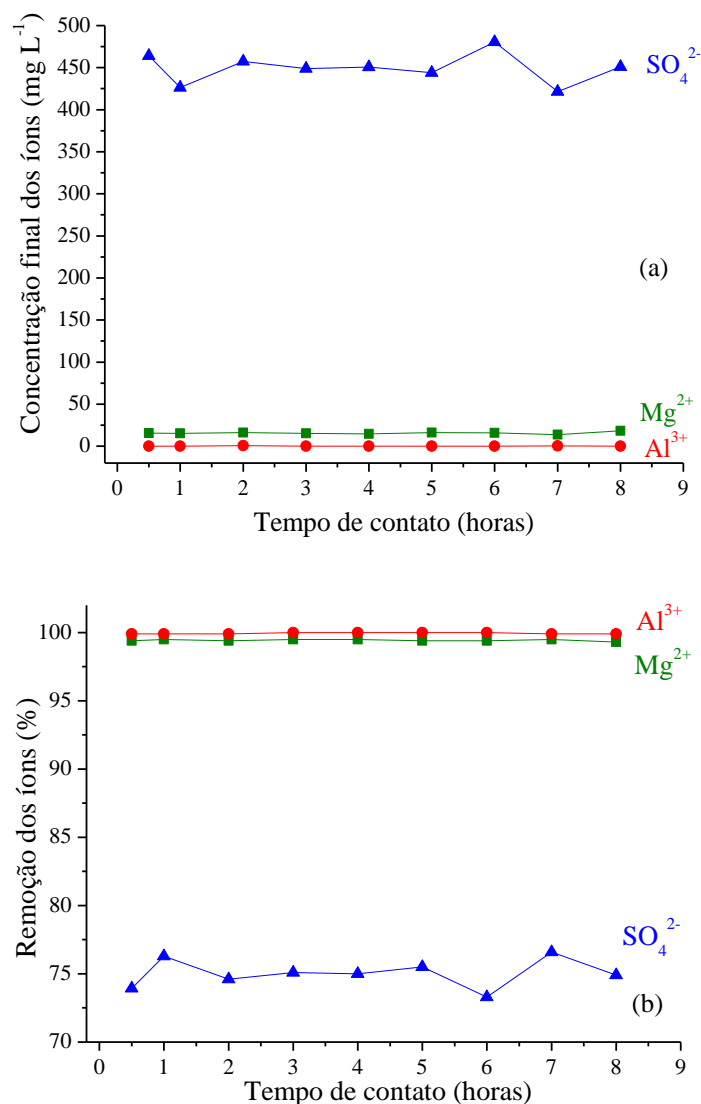 500
450
400
350
300
250
200
150
100
50
0
Concentração final dos íons (mg L⁻¹)
SO₄²⁻
(a)
Mg²⁺
Al³⁺
0 1 2 3 4 5 6 7 8 9
Tempo de contato (horas)
100
95
90
85
80
75
70
Remoção dos íons (%)
Al³⁺
Mg²⁺
SO₄²⁻
(b)
0 1 2 3 4 5 6 7 8 9
Tempo de contato (horas)